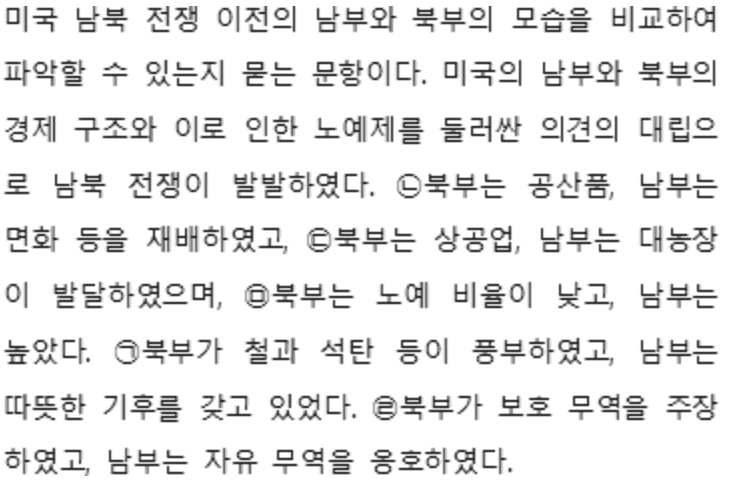 미국 남북 전쟁 이전의 남부와 북부의 모습을 비교하여
파악할 수 있는지 묻는 문항이다. 미국의 남부와 북부의
경제 구조와 이로 인한 노예제를 둘러싼 의견의 대립으
로 남북 전쟁이 발발하였다. ㉡북부는 공산품, 남부는
면화 등을 재배하였고, ㉢북부는 상공업, 남부는 대농장
이 발달하였으며, ㉤북부는 노예 비율이 낮고, 남부는
높았다. ㉠북부가 철과 석탄 등이 풍부하였고, 남부는
따뜻한 기후를 갖고 있었다. ㉣북부가 보호 무역을 주장
하였고, 남부는 자유 무역을 옹호하였다.